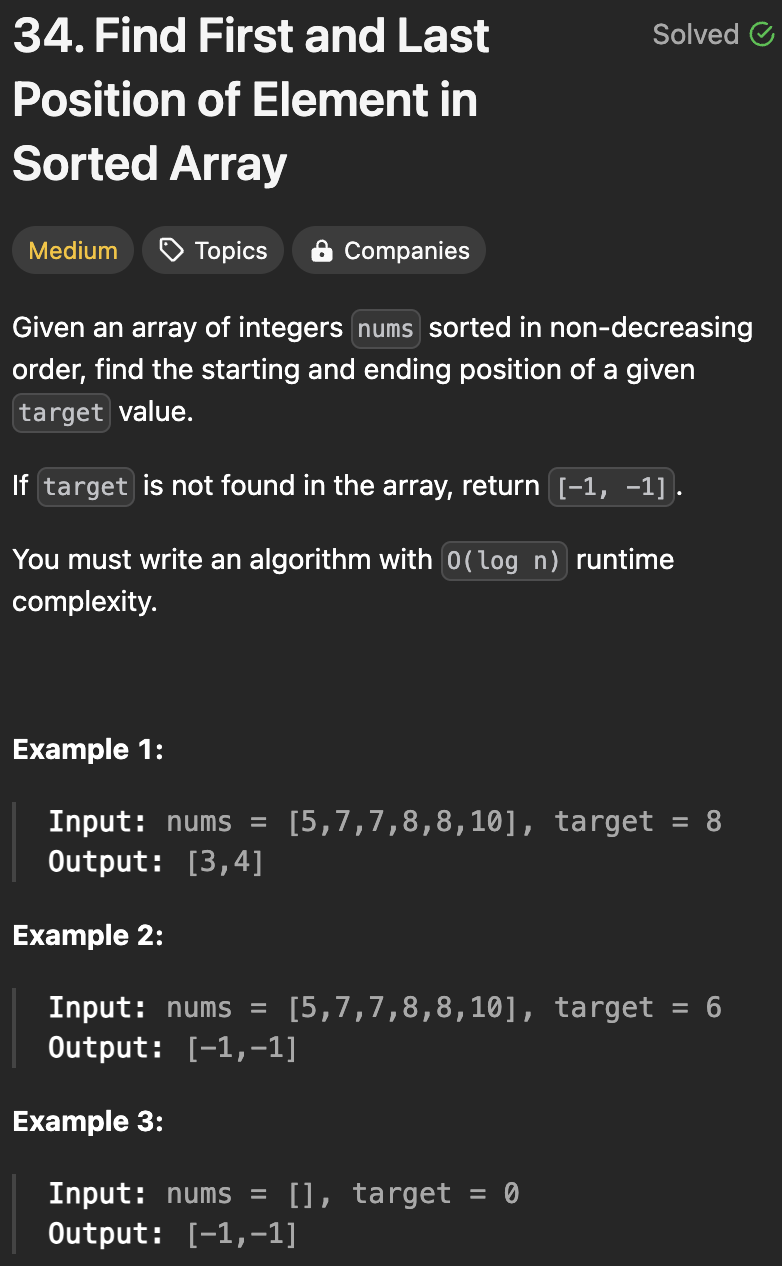 34. Find First and Last
Solved
Position of Element in
Sorted Array
Medium
Topics
Companies
Given an array of integers nums sorted in non-decreasing
order, find the starting and ending position of a given
target value.
If target is not found in the array, return [-1, -1].
You must write an algorithm with O(log n) runtime
complexity.
Example 1:
Input: nums = [5,7,7,8,8,10], target = 8
Output: [3,4]
Example 2:
Input: nums = [5,7,7,8,8,10], target = 6
Output: [-1,-1]
Example 3:
Input: nums = [], target = 0
Output: [-1,-1]